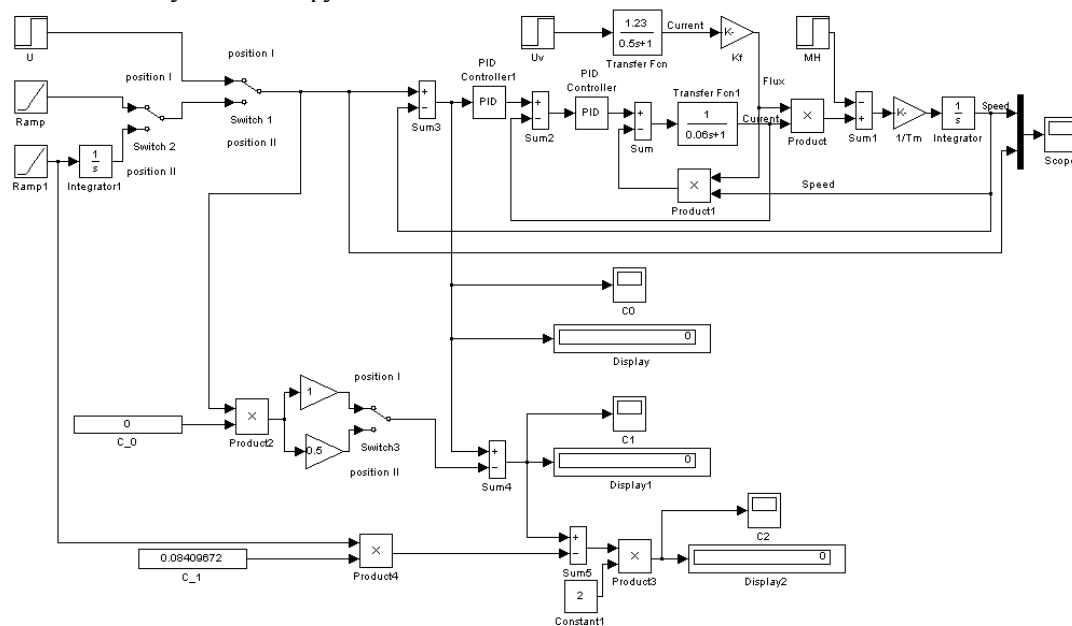 U
position I
Ramp
position I
Switch 1
position II
Switch 2
position II
Ramp1
1
s
Integrator1
+
−
Sum3
PID
Controller1
PID
+
−
Sum2
PID
Controller
PID
Uv
1.23
0.5s+1
Transfer Fcn
Current
K-
Kf
Flux
+
−
Sum
Transfer Fcn1
1
0.06s+1
Current
×
Product
MH
−
+
Sum1
K-
1/Tm
1
s
Integrator
Speed
Scope
×
Product1
Speed
C0
0
Display
0
C_0
×
Product2
1
0.5
position I
Switch3
position II
+
−
Sum4
C1
0
Display1
0.08409672
C_1
×
Product4
+
−
Sum5
2
Constant1
×
Product3
C2
0
Display2